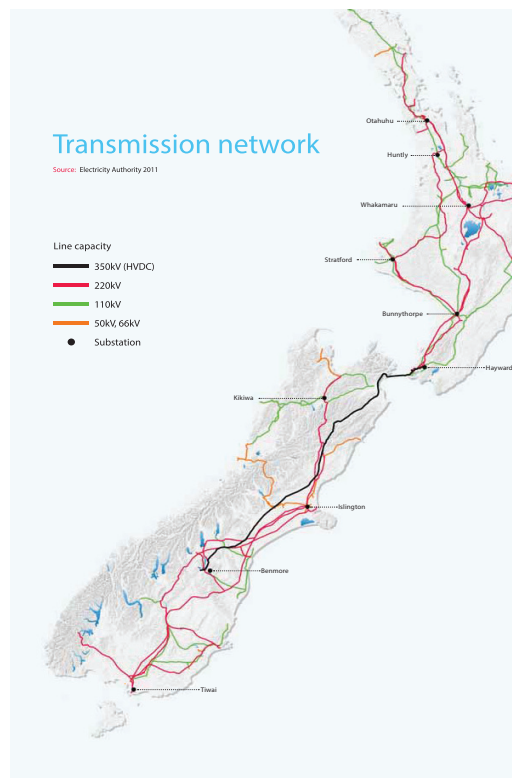 Transmission network
Source: Electricity Authority 2011
Line capacity
350kV (HVDC)
220kV
110kV
50kV, 66kV
Substation
Otahuhu
Huntly
Whakamaru
Stratford
Bunnythorpe
Hayward
Kikiwa
Islington
Benmore
Tiwai